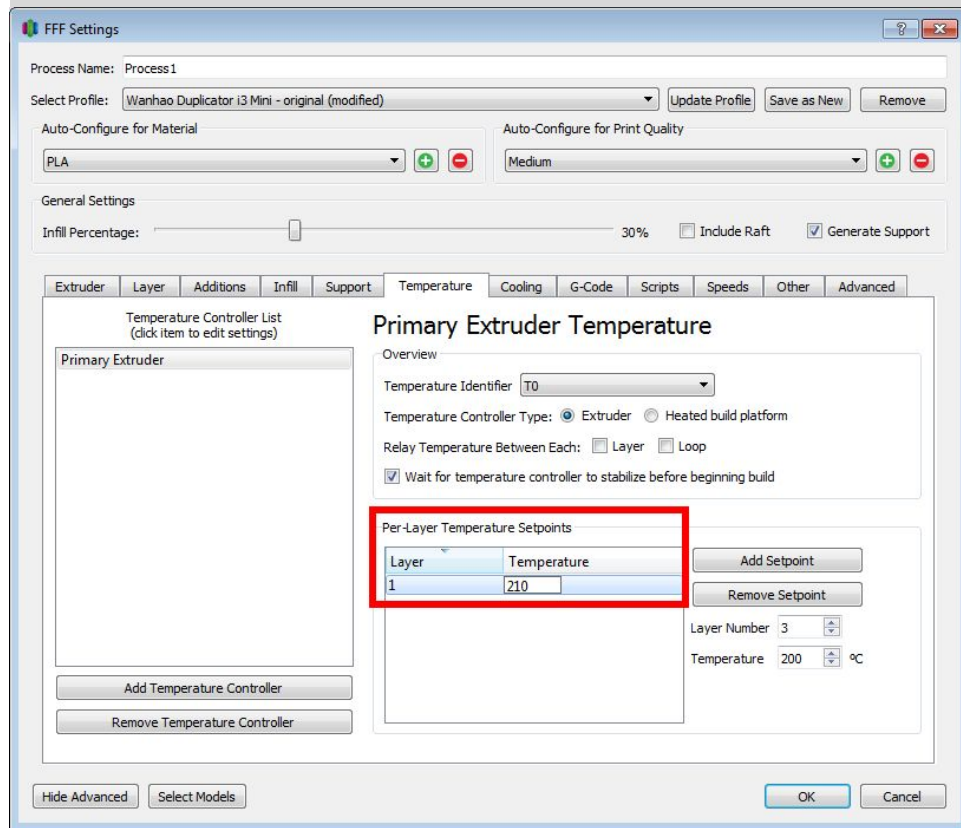 FFF Settings
Process Name: Process1
Select Profile: Wanhao Duplicator i3 Mini - original (modified) Update Profile Save as New Remove
Auto-Configure for Material Auto-Configure for Print Quality
PLA Medium
General Settings
Infill Percentage: 30% Include Raft Generate Support
Extruder Layer Additions Infill Support Temperature Cooling G-Code Scripts Speeds Other Advanced
Temperature Controller List
(click item to edit settings)
Primary Extruder
Primary Extruder Temperature
Overview
Temperature Identifier T0
Temperature Controller Type: Extruder Heated build platform
Relay Temperature Between Each: Layer Loop
Wait for temperature controller to stabilize before beginning build
Per-Layer Temperature Setpoints
Layer Temperature
1 210
Add Setpoint
Remove Setpoint
Layer Number 3
Temperature 200 ºC
Add Temperature Controller
Remove Temperature Controller
Hide Advanced Select Models OK Cancel